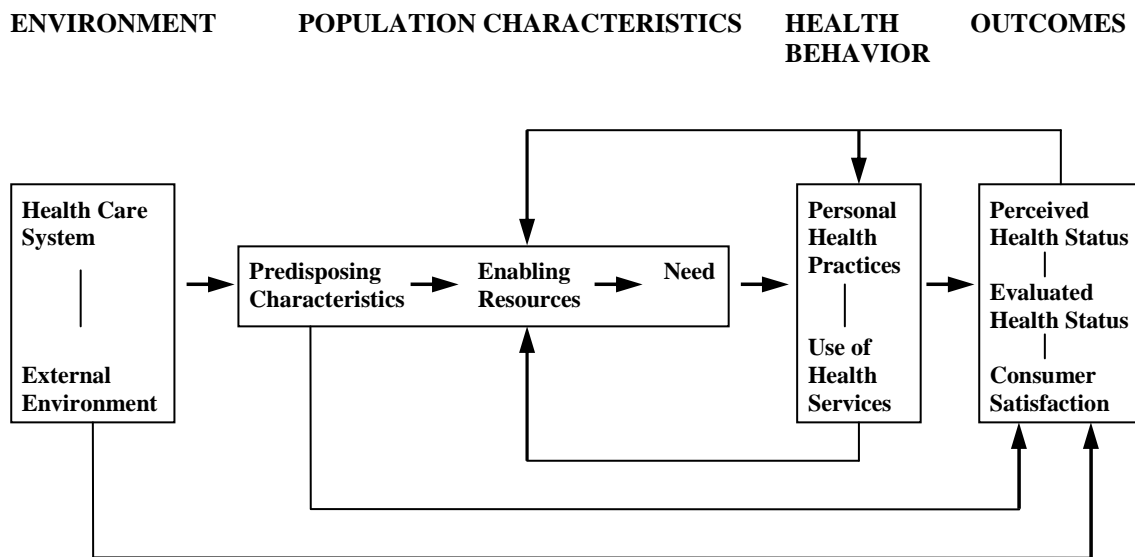 ENVIRONMENT
POPULATION CHARACTERISTICS
HEALTH
BEHAVIOR
OUTCOMES
Health Care
System
External
Environment
Predisposing
Characteristics
Enabling
Resources
Need
Personal
Health
Practices
Use of
Health
Services
Perceived
Health Status
Evaluated
Health Status
Consumer
Satisfaction